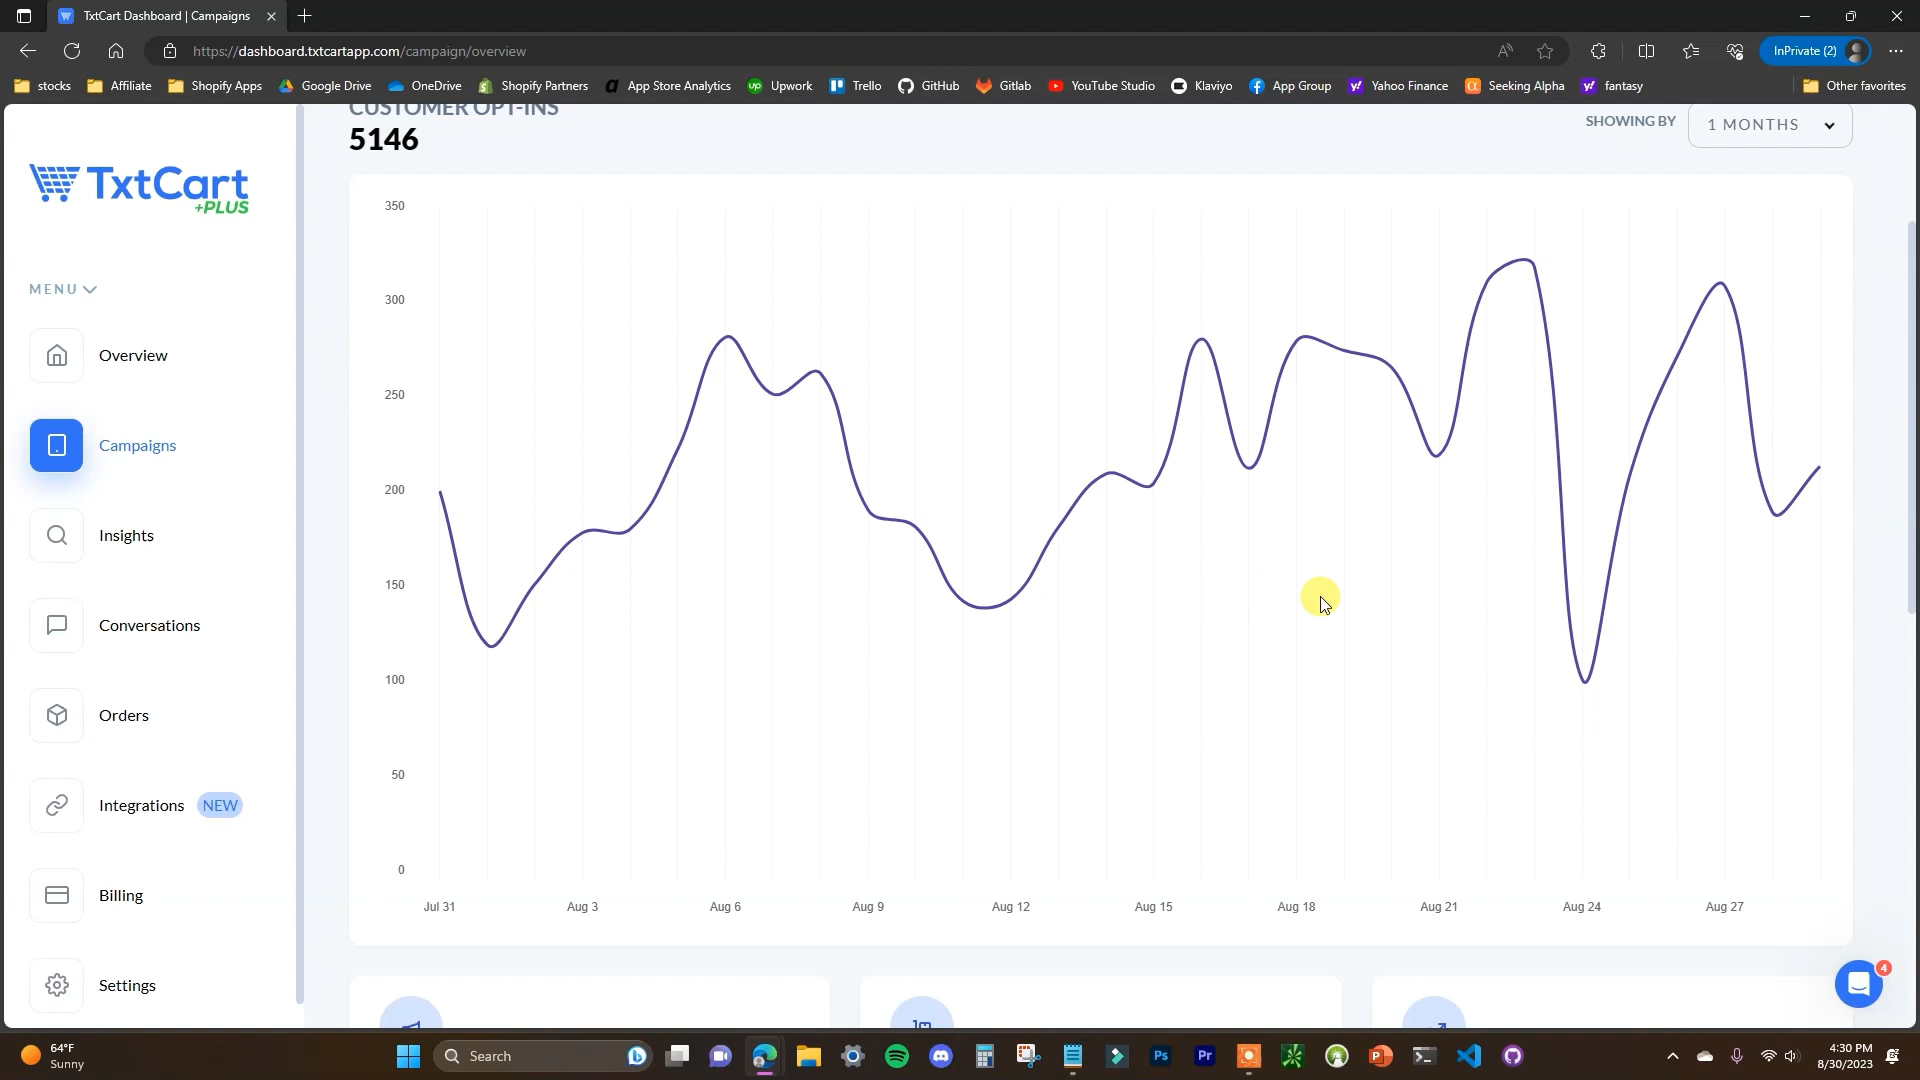 TxtCart Dashboard | Campaigns
https://dashboard.txtcartapp.com/campaign/overview
InPrivate (2)
stocks
Affiliate
Shopify Apps
Google Drive
OneDrive
Shopify Partners
App Store Analytics
Upwork
Trello
GitHub
Gitlab
YouTube Studio
Klaviyo
App Group
Yahoo Finance
Seeking Alpha
fantasy
Other favorites
TxtCart
+PLUS
MENU
Overview
Campaigns
Insights
Conversations
Orders
Integrations NEW
Billing
Settings
CUSTOMER OPT-INS
5146
SHOWING BY
1 MONTHS
350
300
250
200
150
100
50
0
Jul 31
Aug 3
Aug 6
Aug 9
Aug 12
Aug 15
Aug 18
Aug 21
Aug 24
Aug 27
4
64°F
Sunny
Search
4:30 PM
8/30/2023